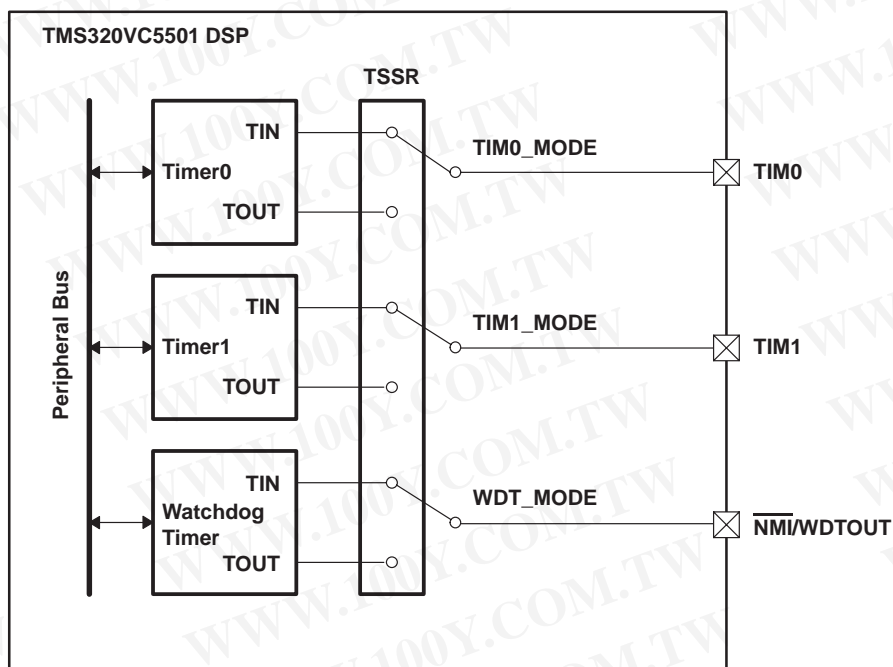 TMS320VC5501 DSP
TSSR
TIN
Timer0
TOUT
TIM0_MODE
TIM0
TIN
Timer1
TOUT
TIM1_MODE
TIM1
Peripheral Bus
TIN
Watchdog
Timer
TOUT
WDT_MODE
N̅M̅I̅/WDTOUT
WWW.100Y.COM.TW